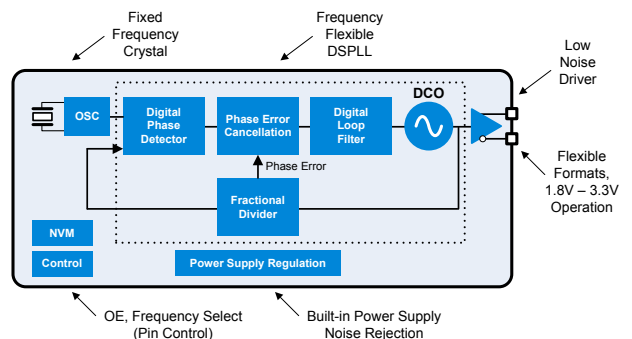 Fixed
Frequency
Crystal
Frequency
Flexible
DSPLL
Low
Noise
Driver
OSC
Digital
Phase
Detector
Phase Error
Cancellation
Digital
Loop
Filter
DCO
Phase Error
Fractional
Divider
Flexible
Formats,
1.8V – 3.3V
Operation
NVM
Control
Power Supply Regulation
OE, Frequency Select
(Pin Control)
Built-in Power Supply
Noise Rejection